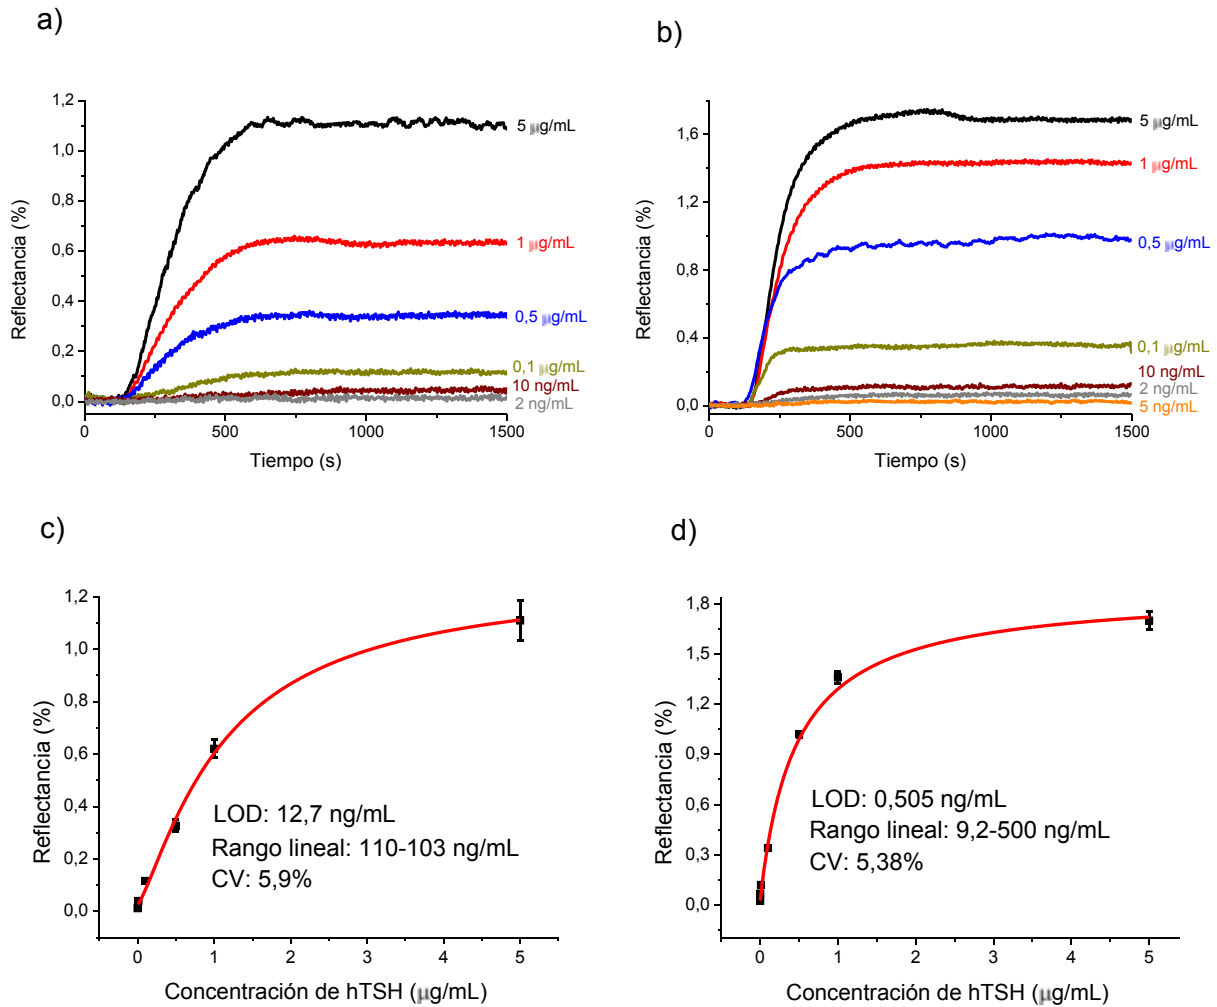 a)
1,2
1,0
0,8
0,6
0,4
0,2
0,0
Reflectancia (%)
0
500
1000
1500
Tiempo (s)
5 μg/mL
1 μg/mL
0,5 μg/mL
0,1 μg/mL
10 ng/mL
2 ng/mL
b)
1,6
1,2
0,8
0,4
0,0
Reflectancia (%)
0
500
1000
1500
Tiempo (s)
5 μg/mL
1 μg/mL
0,5 μg/mL
0,1 μg/mL
10 ng/mL
2 ng/mL
5 ng/mL
c)
1,2
1,0
0,8
0,6
0,4
0,2
0,0
Reflectancia (%)
LOD: 12,7 ng/mL
Rango lineal: 110-103 ng/mL
CV: 5,9%
0
1
2
3
4
5
Concentración de hTSH (μg/mL)
d)
1,8
1,5
1,2
0,9
0,6
0,3
0,0
Reflectancia (%)
LOD: 0,505 ng/mL
Rango lineal: 9,2-500 ng/mL
CV: 5,38%
0
1
2
3
4
5
Concentración de hTSH (μg/mL)